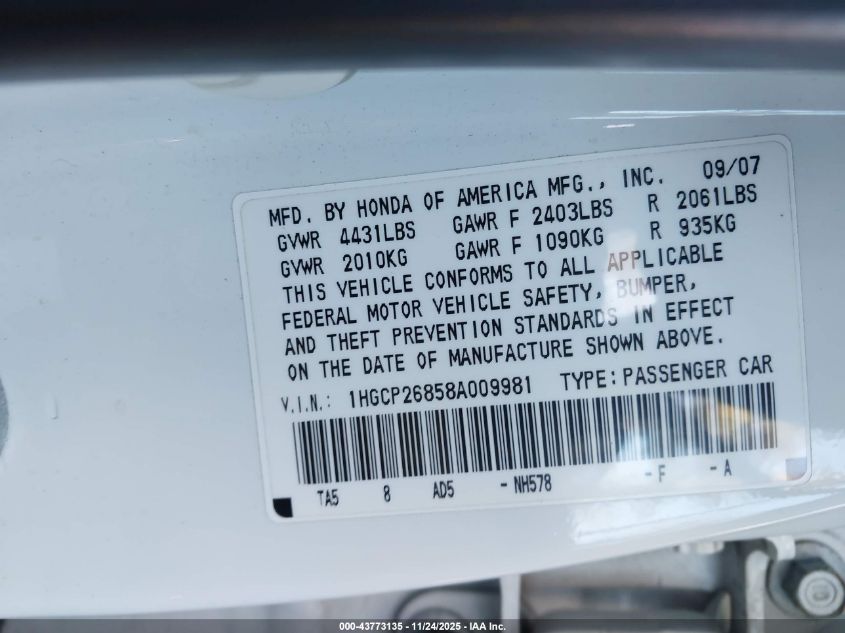 MFD. BY HONDA OF AMERICA MFG., INC. 09/07
GVWR 4431LBS GAWR F 2403LBS R 2061LBS
GVWR 2010KG GAWR F 1090KG R 935KG
THIS VEHICLE CONFORMS TO ALL APPLICABLE
FEDERAL MOTOR VEHICLE SAFETY, BUMPER,
AND THEFT PREVENTION STANDARDS IN EFFECT
ON THE DATE OF MANUFACTURE SHOWN ABOVE.
V.I.N.: 1HGCP26858A009981 TYPE:PASSENGER CAR
TA5 8 AD5 -NH578 -F -A
000-43773135 - 11/24/2025 - IAA Inc.